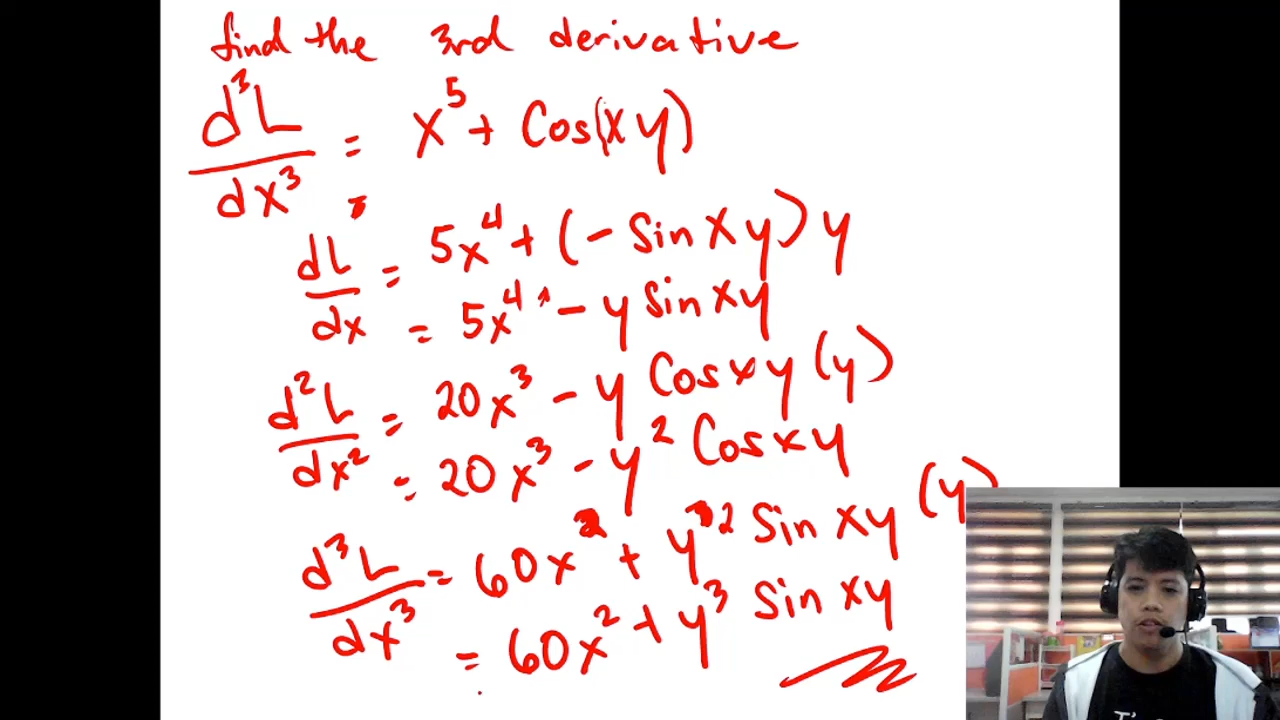 find the 3rd derivative
d³L/dx³ = x⁵ + Cos(xy)
dL/dx = 5x⁴ + (- sin xy) y
= 5x⁴ - y sin xy
d²L/dx² = 20x³ - y Cos xy (y)
= 20x³ - y² Cos xy
d³L/dx³ = 60x² + y² sin xy (y)
= 60x² + y³ sin xy